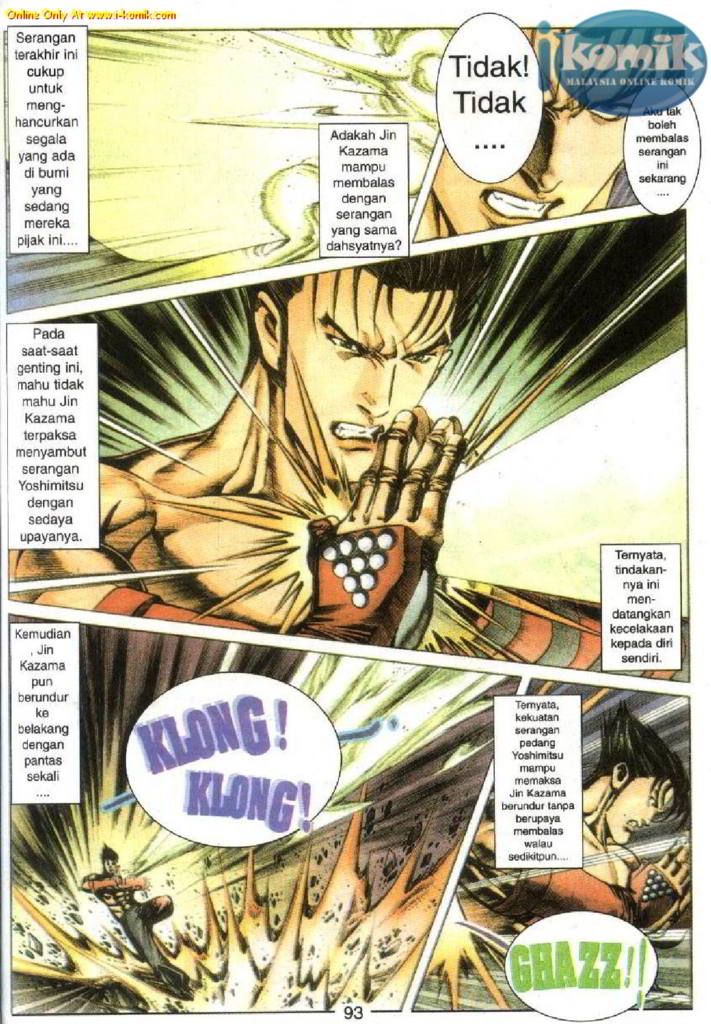 Online Only At www.i-komik.com
Serangan
terakhir ini
cukup
untuk
meng-
hancurkan
segala
yang ada
di bumi
yang
sedang
mereka
pijak ini....
Adakah Jin
Kazama
mampu
membalas
dengan
serangan
yang sama
dahsyatnya?
Tidak!
Tidak
....
ikomik
MALAYSIA ONLINE KOMIK
Aku tak
boleh
membalas
serangan
ini
sekarang
....
Pada
saat-saat
genting ini,
mahu tidak
mahu Jin
Kazama
terpaksa
menyambut
serangan
Yoshimitsu
dengan
sedaya
upayanya.
Ternyata,
tindakan-
nya ini
men-
datangkan
kecelakaan
kepada diri
sendiri.
Kemudian
, Jin
Kazama
pun
berundur
ke
belakang
dengan
pantas
sekali
....
KLONG!
KLONG!
Ternyata,
kekuatan
serangan
pedang
Yoshimitsu
mampu
memaksa
Jin Kazama
berundur tanpa
berupaya
membalas
walau
sedikitpun....
GHAZZ!!
93